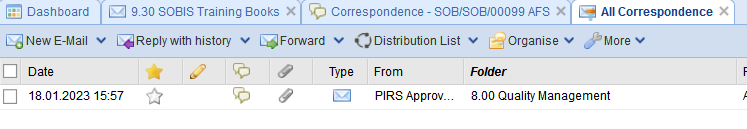 Dashboard 9.30 SOBIS Training Books Correspondence - SOB/SOB/00099 AFS All Correspondence
New E-Mail Reply with history Forward Distribution List Organise More
Date Type From Folder
18.01.2023 15:57 PIRS Approv... 8.00 Quality Management